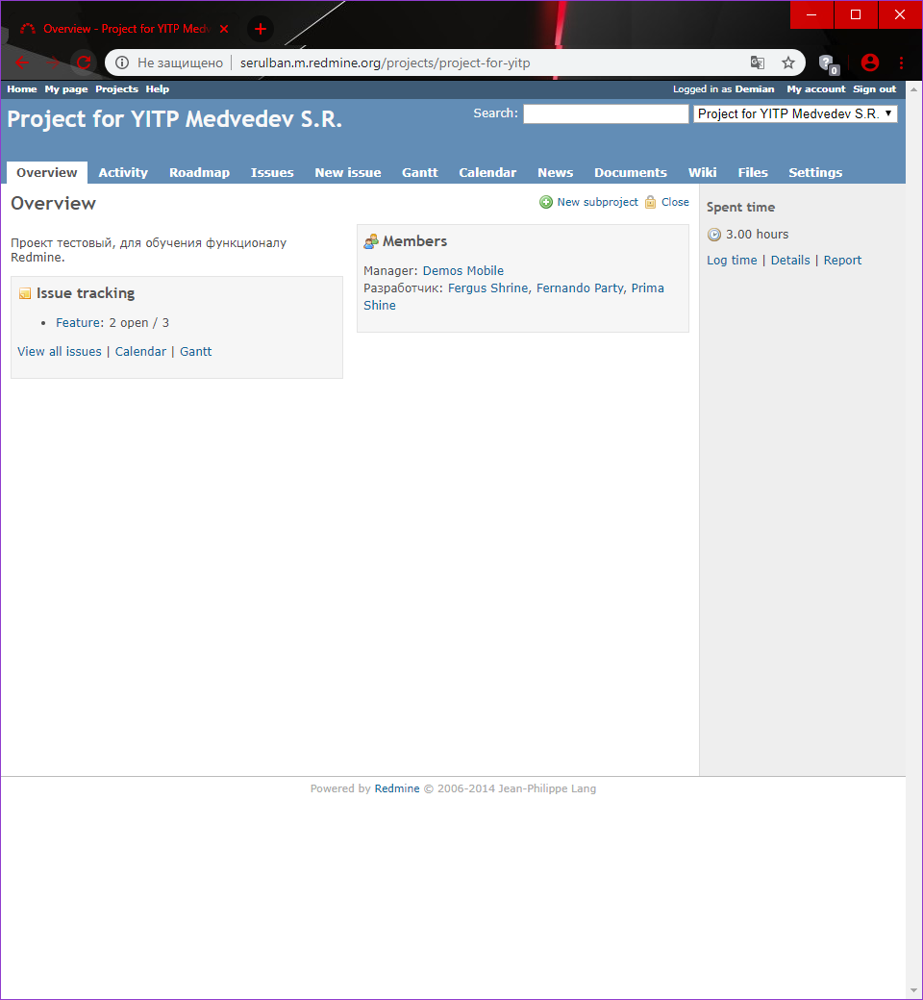 Overview - Project for YITP Med
Не защищено serulban.m.redmine.org/projects/project-for-yitp
0
Home My page Projects Help Logged in as Demian My account Sign out
Project for YITP Medvedev S.R. Search: Project for YITP Medvedev S.R.
Overview Activity Roadmap Issues New issue Gantt Calendar News Documents Wiki Files Settings
Overview
New subproject Close
Проект тестовый, для обучения функционалу
Redmine.
Issue tracking
• Feature: 2 open / 3
View all issues | Calendar | Gantt
Members
Manager: Demos Mobile
Разработчик: Fergus Shrine, Fernando Party, Prima
Shine
Spent time
3.00 hours
Log time | Details | Report
Powered by Redmine © 2006-2014 Jean-Philippe Lang